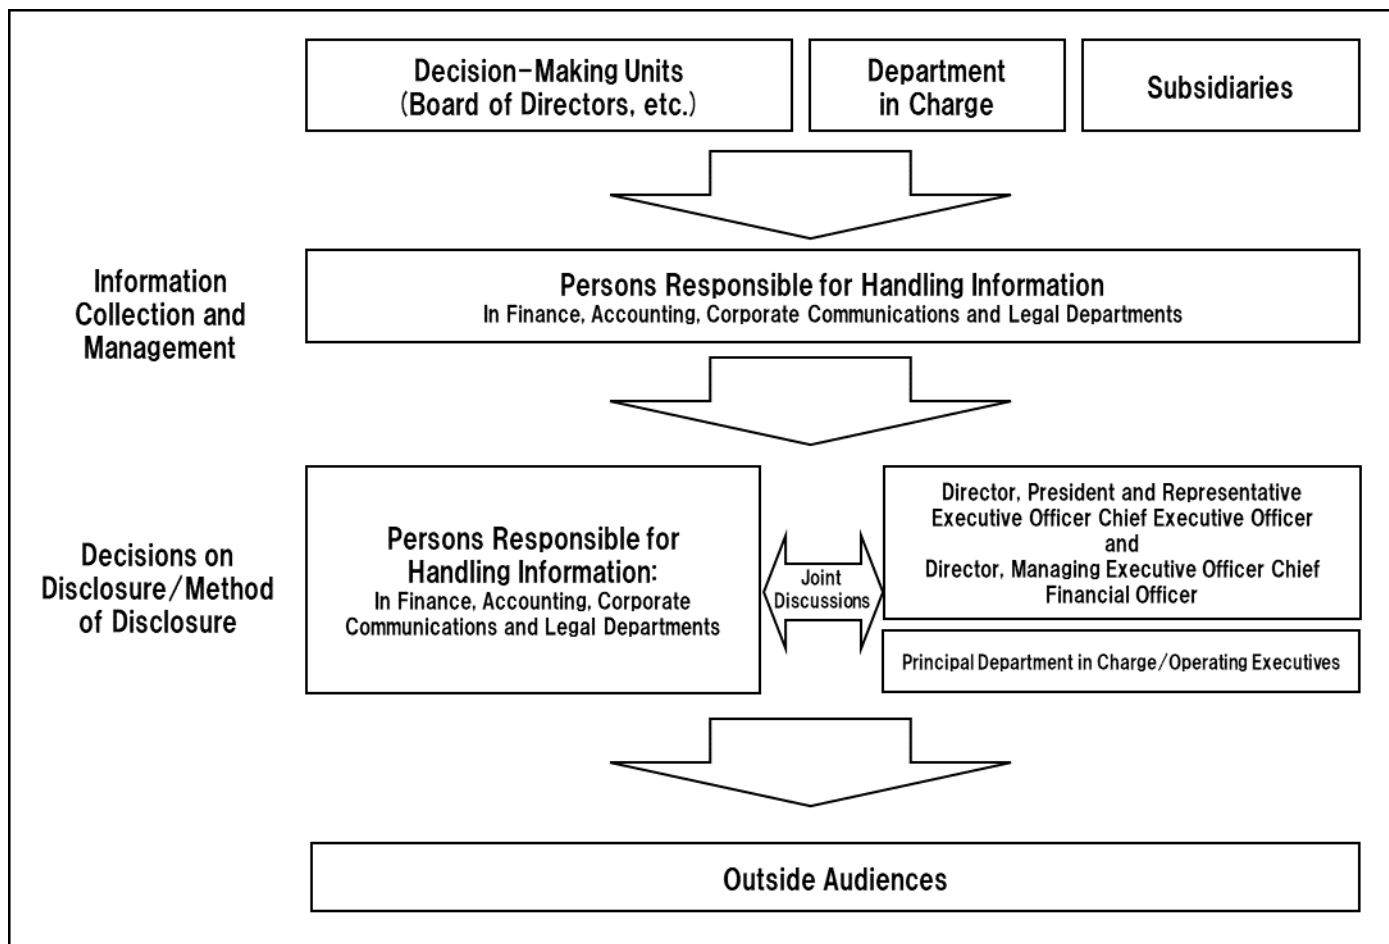 Decision-Making Units
(Board of Directors, etc.)
Department
in Charge
Subsidiaries
Information
Collection and
Management
Persons Responsible for Handling Information
In Finance, Accounting, Corporate Communications and Legal Departments
Decisions on
Disclosure/Method
of Disclosure
Persons Responsible for
Handling Information:
In Finance, Accounting, Corporate
Communications and Legal Departments
Joint
Discussions
Director, President and Representative
Executive Officer Chief Executive Officer
and
Director, Managing Executive Officer Chief
Financial Officer
Principal Department in Charge/Operating Executives
Outside Audiences